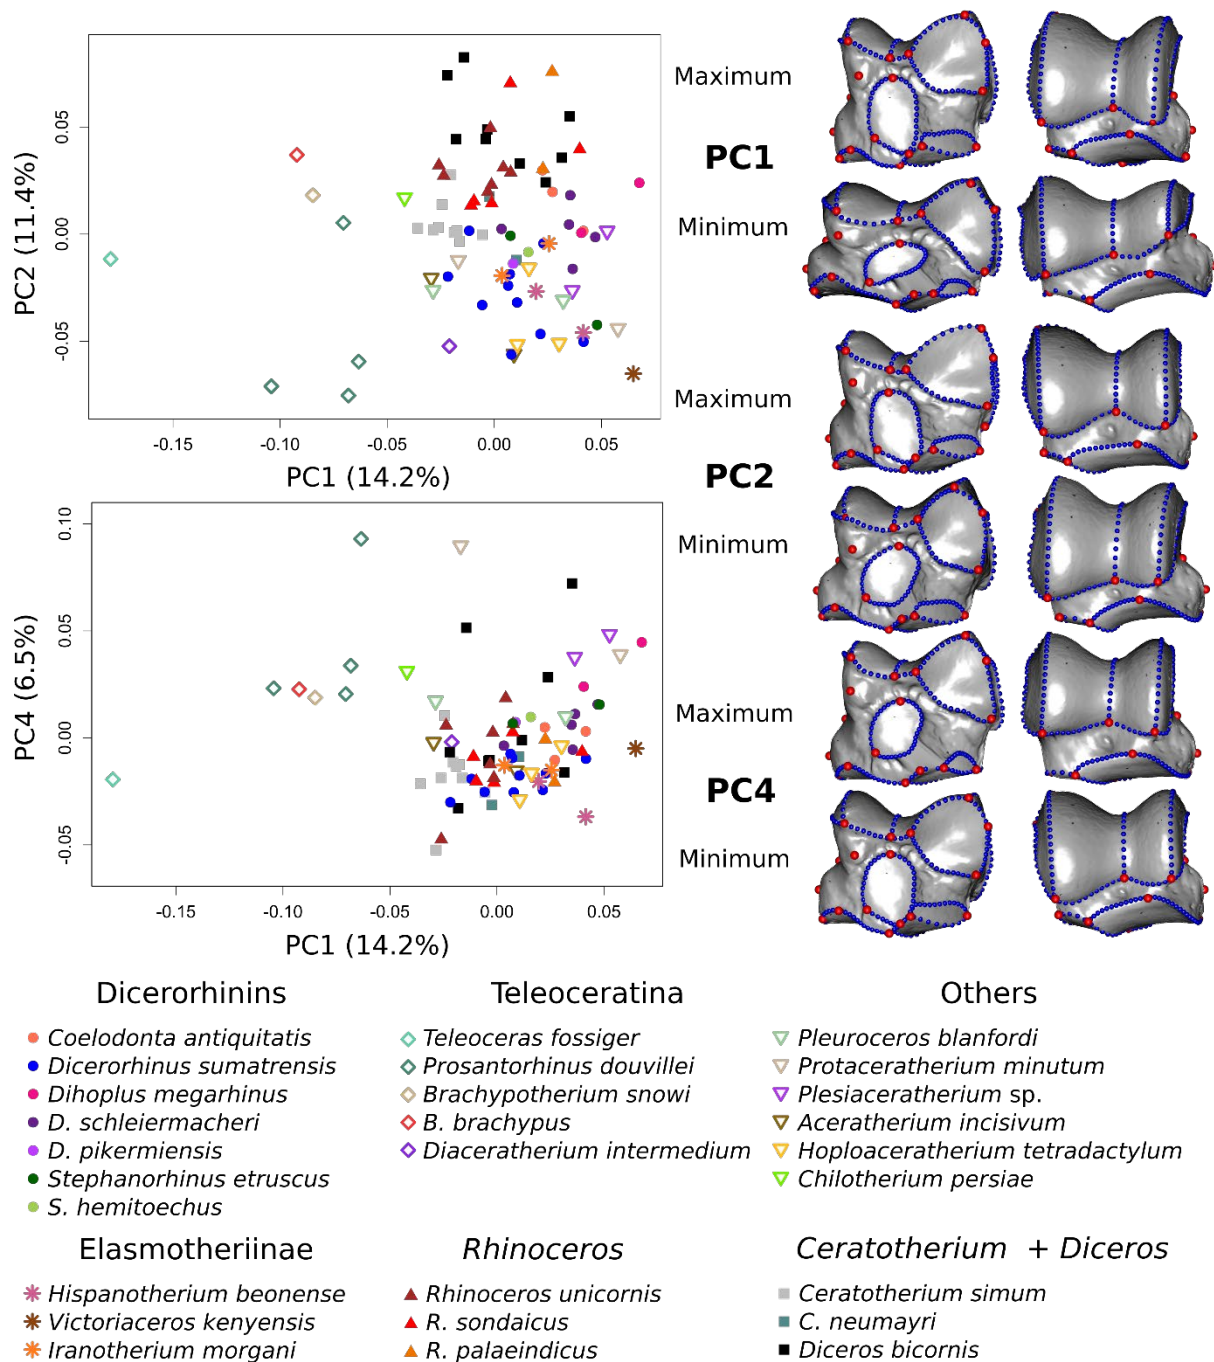 PC2 (11.4%)
0.05
0.00
-0.05
-0.15
-0.10
-0.05
0.00
0.05
PC1 (14.2%)
PC4 (6.5%)
0.10
0.05
0.00
-0.05
-0.15
-0.10
-0.05
0.00
0.05
PC1 (14.2%)
Maximum
PC1
Minimum
Maximum
PC2
Minimum
Maximum
PC4
Minimum
Dicerorhinins
Coelodonta antiquitatis
Dicerorhinus sumatrensis
Dihoplus megarhinus
D. schleiermacheri
D. pikermiensis
Stephanorhinus etruscus
S. hemitoechus
Teleoceratina
Teleoceras fossiger
Prosantorhinus douvillei
Brachypotherium snowi
B. brachypus
Diaceratherium intermedium
Others
Pleuroceros blanfordi
Protaceratherium minutum
Plesiaceratherium sp.
Aceratherium incisivum
Hoploaceratherium tetradactylum
Chilotherium persiae
Elasmotheriinae
Hispanotherium beonense
Victoriaceros kenyensis
Iranotherium morgani
Rhinoceros
Rhinoceros unicornis
R. sondaicus
R. palaeindicus
Ceratotherium + Diceros
Ceratotherium simum
C. neumayri
Diceros bicornis